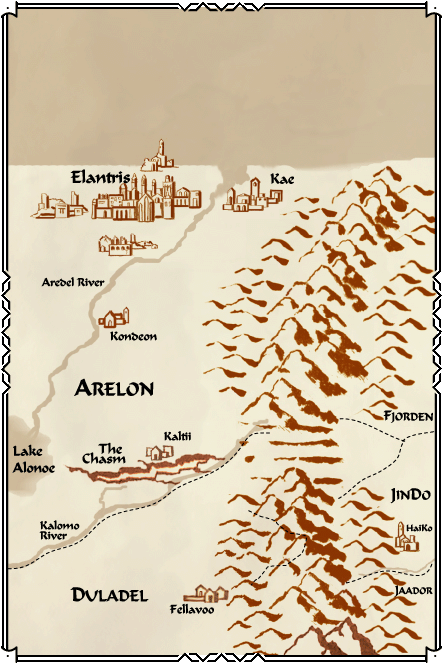 Elantris
Kae
Aredel River
Kondeon
ARELON
FJORDEN
Kaltii
The
Chasm
Lake
Alonoe
JINDO
HaiKo
Kalomo
River
DULADEL
JAADOR
Fellavoo